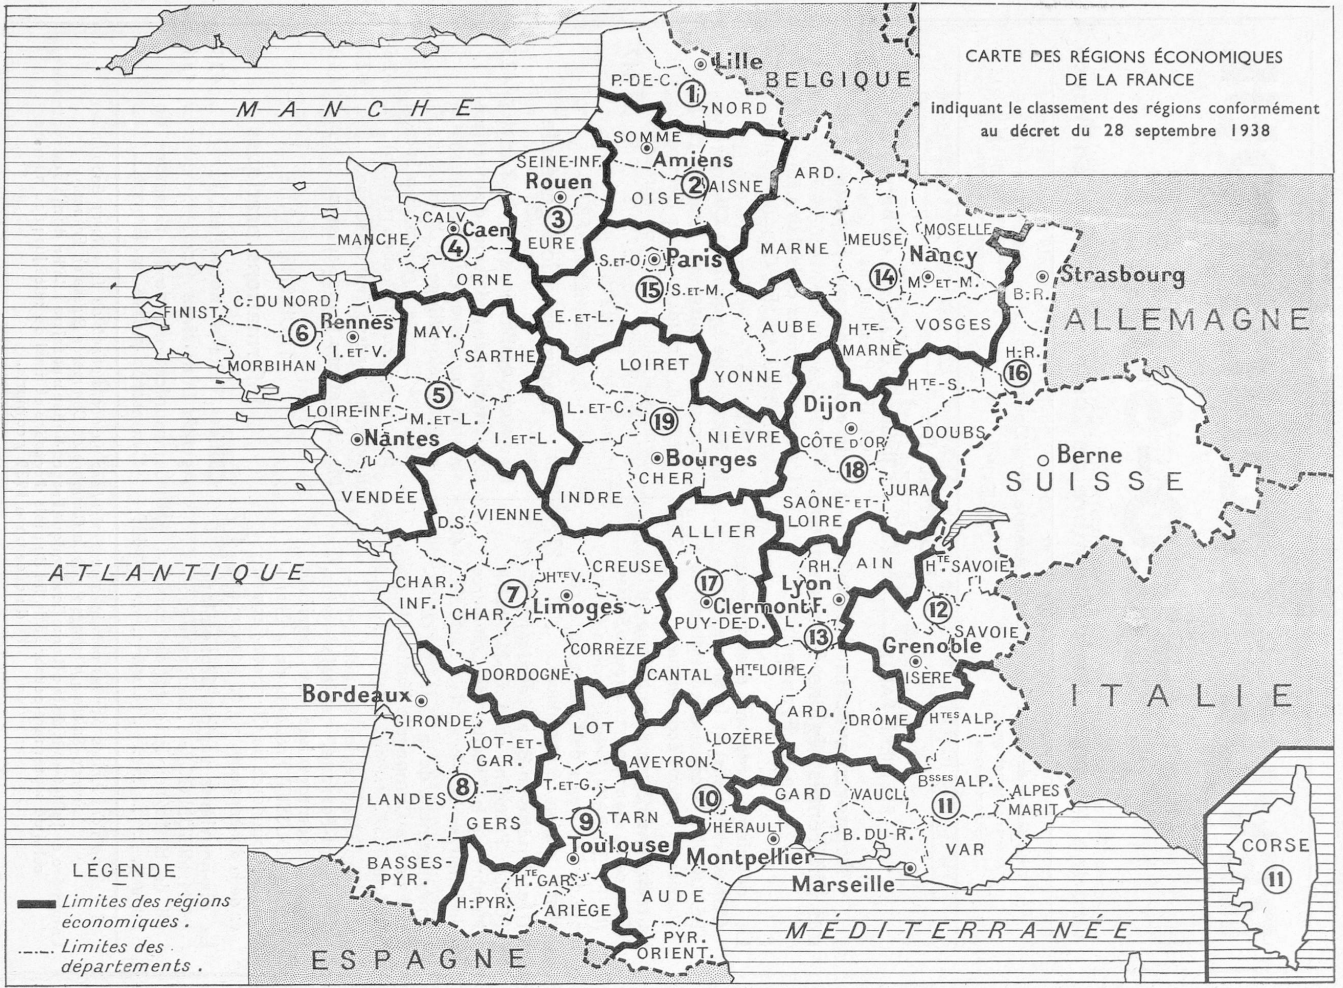 CARTE DES RÉGIONS ÉCONOMIQUES
DE LA FRANCE
indiquant le classement des régions conformément
au décret du 28 septembre 1938
MANCHE
Lille
BELGIQUE
P.-DE-C.
1
NORD
SOMME
Amiens
2
AISNE
OISE
ARD.
SEINE-INF.
Rouen
3
EURE
CALV.
Caen
4
MANCHE
ORNE
MARNE
MEUSE
MOSELLE
Nancy
14
M.-ET-M.
Strasbourg
B.-R.
ALLEMAGNE
S.ET-O.
Paris
15
S.ET-M.
E.-ET-L.
AUBE
HTE-
MARNE
VOSGES
H.-R.
16
FINIST.
C.-DU NORD
6
Rennes
I.-ET-V.
MORBIHAN
MAY.
SARTHE
5
LOIRE-INF.
M.-ET-L.
Nantes
I.-ET-L.
VENDÉE
LOIRET
YONNE
L.-ET-C.
19
NIÈVRE
Bourges
CHER
INDRE
Dijon
CÔTE D'OR
18
HTE-S.
DOUBS
SAÔNE-ET-
LOIRE
JURA
Berne
SUISSE
D.S.
VIENNE
ATLANTIQUE
CHAR.
INF.
CHAR.
7
HTE V.
Limoges
CREUSE
CORRÈZE
DORDOGNE
ALLIER
17
Clermont F.
PUY-DE-D.
CANTAL
RH.
Lyon
L.
13
AIN
HTE SAVOIE
12
SAVOIE
Grenoble
ISÈRE
HTE LOIRE
ARD.
DRÔME
HTES ALP.
ITALIE
Bordeaux
GIRONDE
LOT-ET-
GAR.
LANDES
8
GERS
BASSES-
PYR.
LOT
T.-ET-G.
9
TARN
Toulouse
HTE GAR.
H.-PYR.
ARIÈGE
AVEYRON
LOZÈRE
10
HÉRAULT
Montpellier
AUDE
PYR.
ORIENT.
GARD
VAUCL.
BSSES ALP.
11
ALPES
MARIT.
B.-DU-R.
VAR
Marseille
MÉDITERRANÉE
ESPAGNE
CORSE
11
LÉGENDE
Limites des régions
économiques.
Limites des
départements.